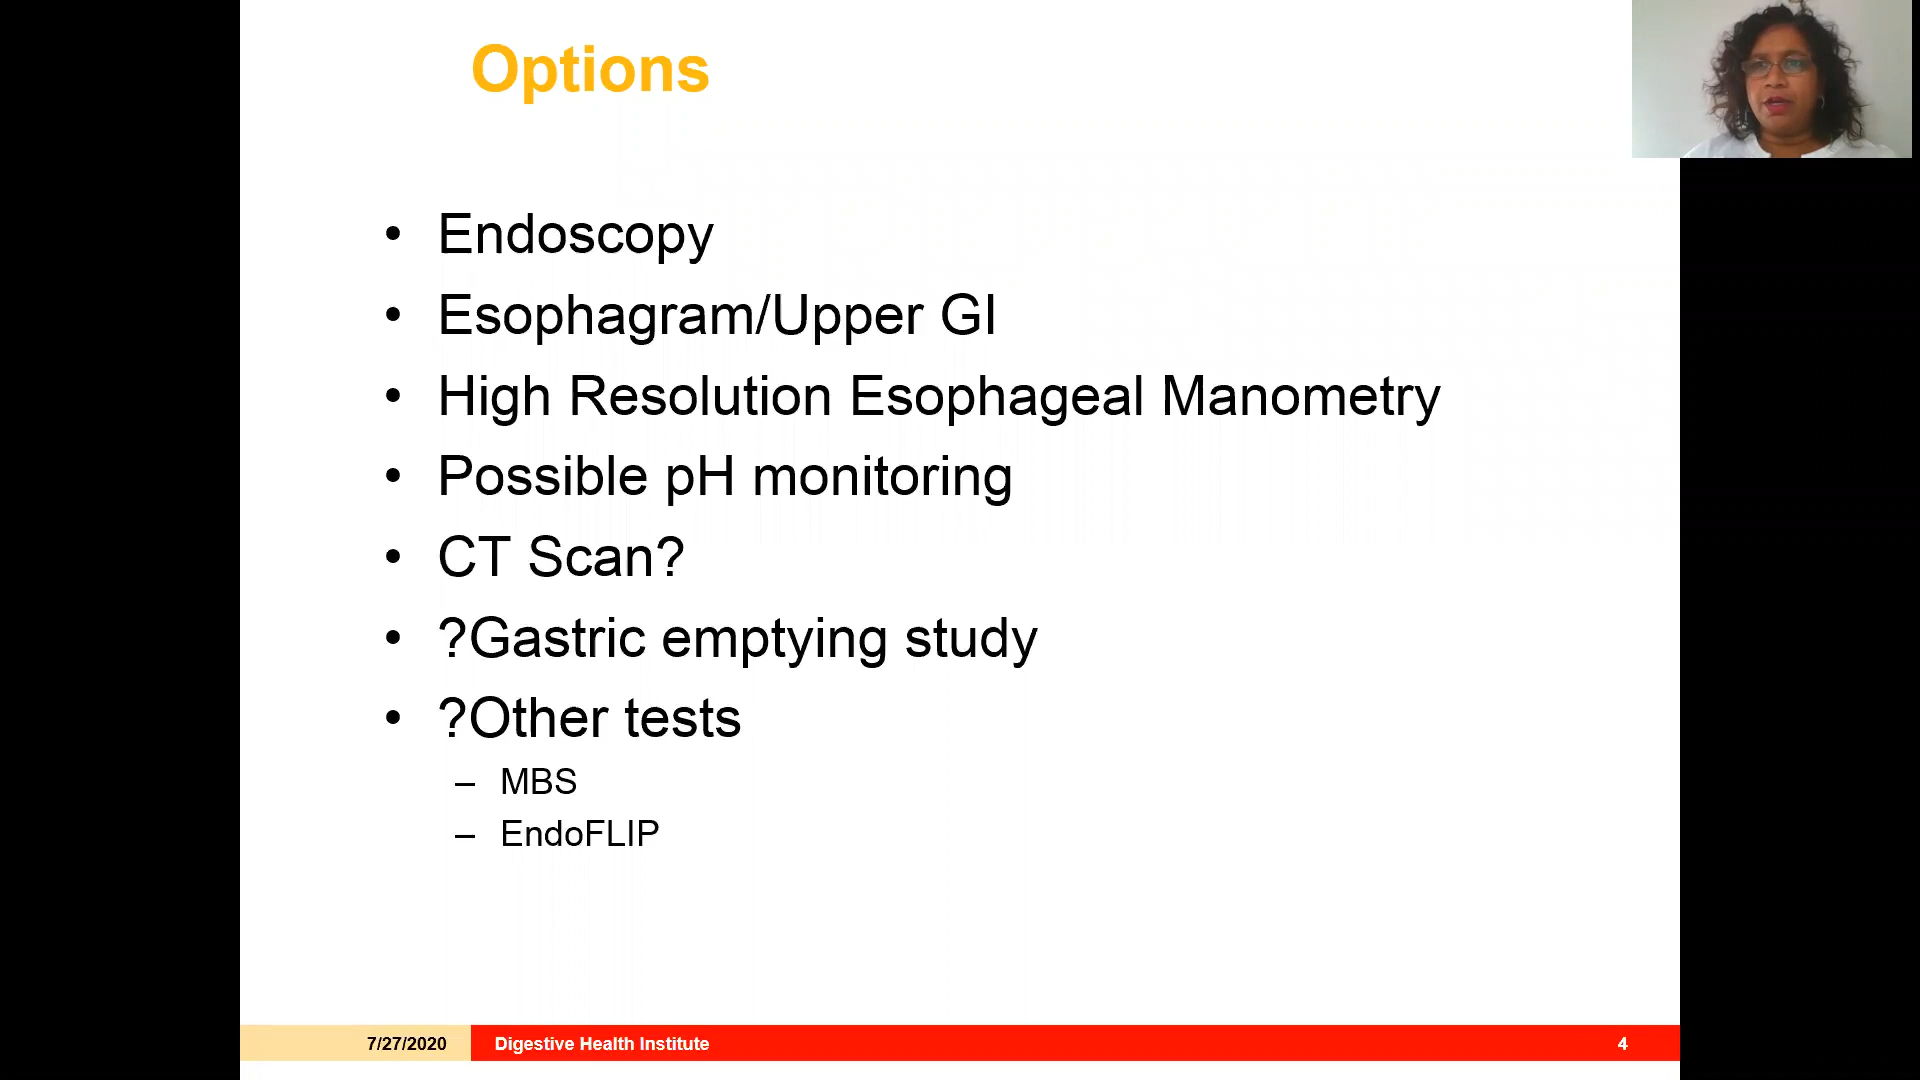 Options
• Endoscopy
• Esophagram/Upper GI
• High Resolution Esophageal Manometry
• Possible pH monitoring
• CT Scan?
• ?Gastric emptying study
• ?Other tests
– MBS
– EndoFLIP
7/27/2020 Digestive Health Institute 4